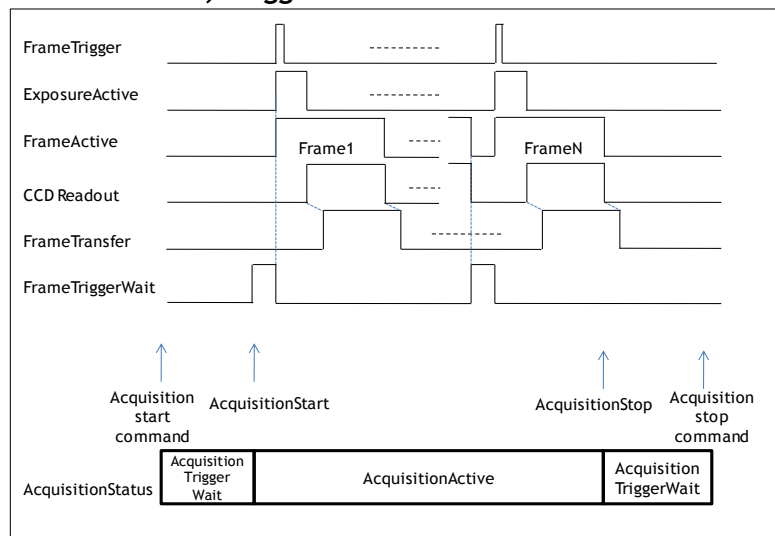 FrameTrigger
ExposureActive
FrameActive
Frame1
FrameN
CCD Readout
FrameTransfer
FrameTriggerWait
Acquisition
start
command
AcquisitionStart
AcquisitionStop
Acquisition
stop
command
AcquisitionStatus
Acquisition
Trigger
Wait
AcquisitionActive
Acquisition
TriggerWait